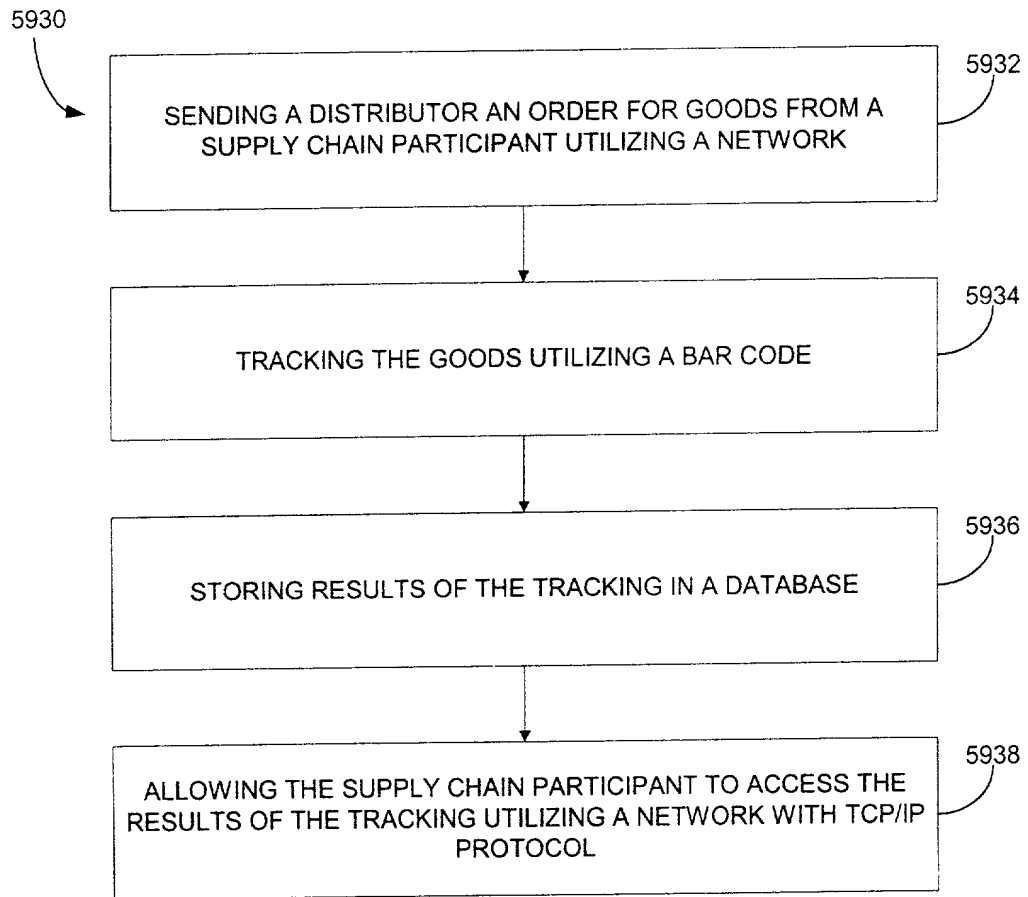 5930
5932
SENDING A DISTRIBUTOR AN ORDER FOR GOODS FROM A
SUPPLY CHAIN PARTICIPANT UTILIZING A NETWORK
5934
TRACKING THE GOODS UTILIZING A BAR CODE
5936
STORING RESULTS OF THE TRACKING IN A DATABASE
5938
ALLOWING THE SUPPLY CHAIN PARTICIPANT TO ACCESS THE
RESULTS OF THE TRACKING UTILIZING A NETWORK WITH TCP/IP
PROTOCOL